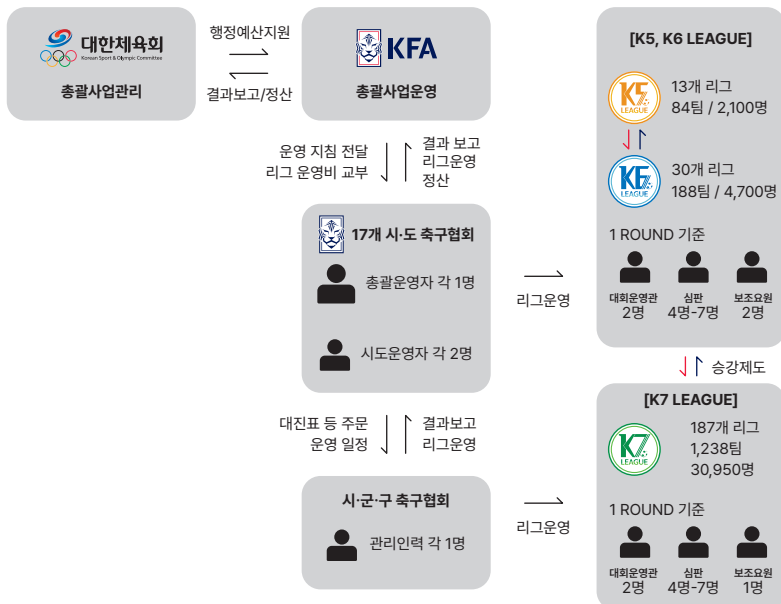 대한체육회
Korean Sport & Olympic Committee
총괄사업관리
행정예산지원
결과보고/정산
KFA
총괄사업운영
운영 지침 전달
리그 운영비 교부
결과 보고
리그운영
정산
17개 시·도 축구협회
총괄운영자 각 1명
시도운영자 각 2명
리그운영
대진표 등 주문
운영 일정
결과보고
리그운영
시·군·구 축구협회
관리인력 각 1명
리그운영
[K5, K6 LEAGUE]
K5
LEAGUE
13개 리그
84팀 / 2,100명
K6
LEAGUE
30개 리그
188팀 / 4,700명
1 ROUND 기준
대회운영관
2명
심판
4명-7명
보조요원
2명
승강제도
[K7 LEAGUE]
K7
LEAGUE
187개 리그
1,238팀
30,950명
1 ROUND 기준
대회운영관
2명
심판
4명-7명
보조요원
1명